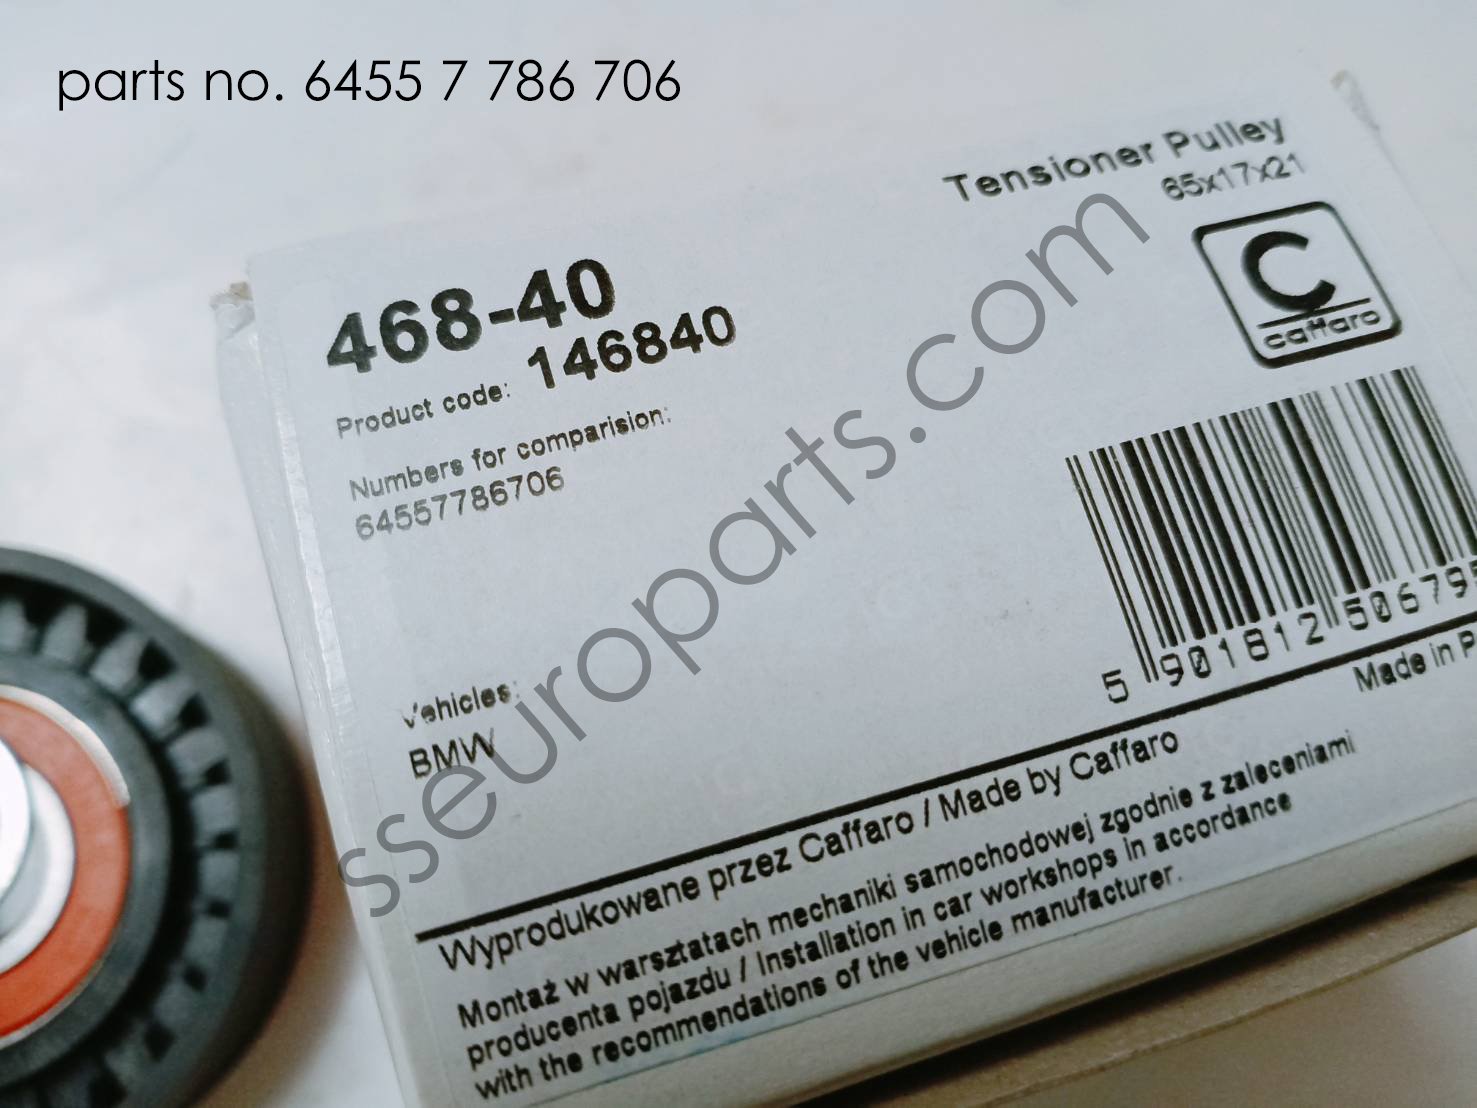 parts no. 6455 7 786 706
Tensioner Pulley
65x17x21
468-40
Product code: 146840
C
caffaro
Numbers for comparision:
64557786706
Vehicles:
BMW
5 901812 506795
Made in
Wyprodukowane przez Caffaro / Made by Caffaro
Montaż w warsztatach mechaniki samochodowej zgodnie z zaleceniami
producenta pojazdu / Installation in car workshops in accordance
with the recommendations of the vehicle manufacturer.
sseuroparts.com